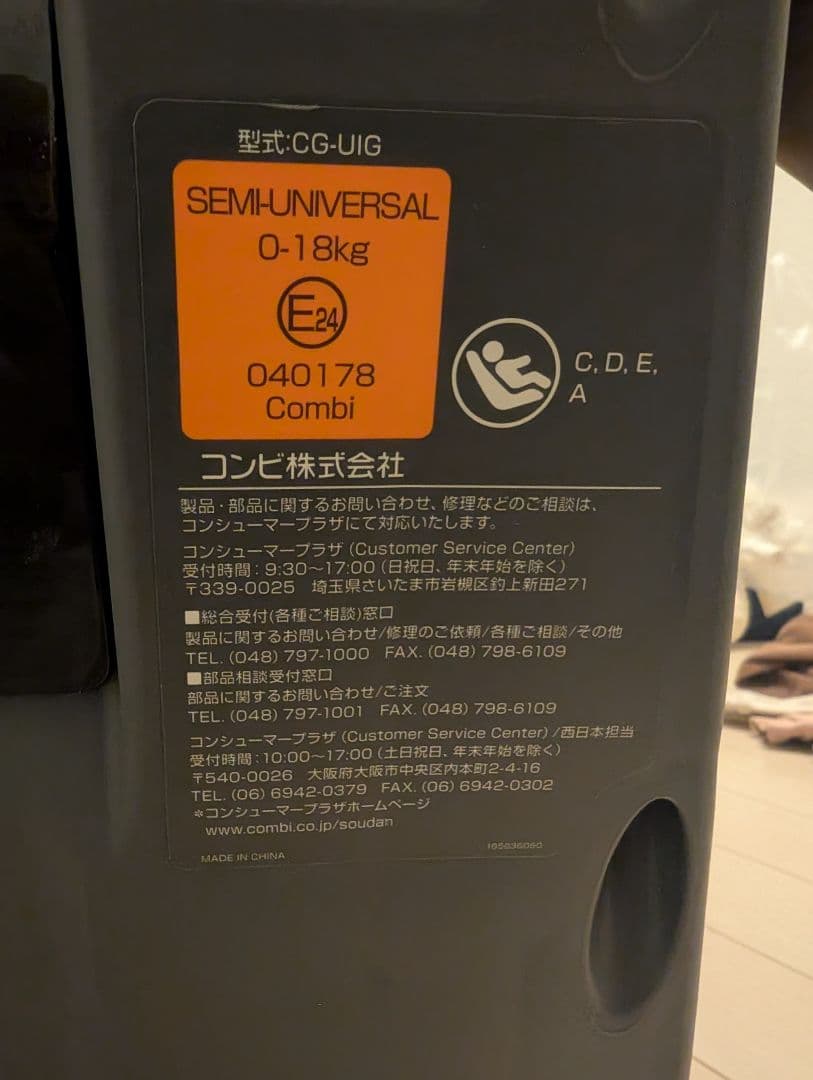 型式:CG-UIG
SEMI-UNIVERSAL
0-18kg
E24
040178
Combi
C, D, E,
A
コンビ株式会社
製品・部品に関するお問い合わせ、修理などのご相談は、
コンシューマープラザにて対応いたします。
コンシューマープラザ (Customer Service Center)
受付時間:9:30〜17:00 (日祝日、年末年始を除く)
〒339-0025 埼玉県さいたま市岩槻区釣上新田271
■総合受付(各種ご相談)窓口
製品に関するお問い合わせ/修理のご依頼/各種ご相談/その他
TEL. (048) 797-1000 FAX. (048) 798-6109
■部品相談受付窓口
部品に関するお問い合わせ/ご注文
TEL. (048) 797-1001 FAX. (048) 798-6109
コンシューマープラザ (Customer Service Center) /西日本担当
受付時間:10:00〜17:00 (土日祝日、年末年始を除く)
〒540-0026 大阪府大阪市中央区内本町2-4-16
TEL. (06) 6942-0379 FAX. (06) 6942-0302
*コンシューマープラザホームページ
www.combi.co.jp/soudan
MADE IN CHINA